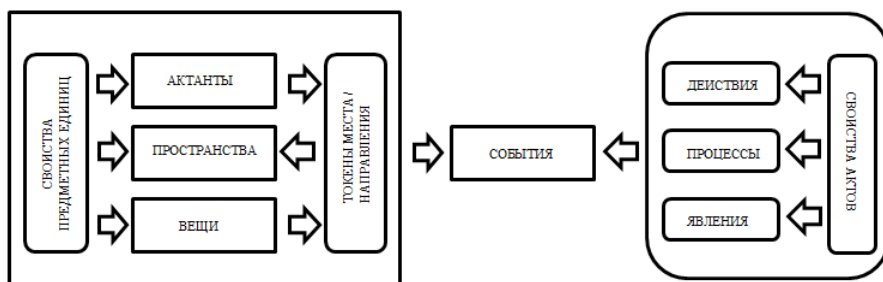 СВОЙСТВА
ПРЕДМЕТНЫХ ЕДИНИЦ
АКТАНТЫ
ПРОСТРАНСТВА
ВЕЩИ
ТОКЕНЫ МЕСТА/
НАПРАВЛЕНИЯ
СОБЫТИЯ
ДЕЙСТВИЯ
ПРОЦЕССЫ
ЯВЛЕНИЯ
СВОЙСТВА АКТОВ